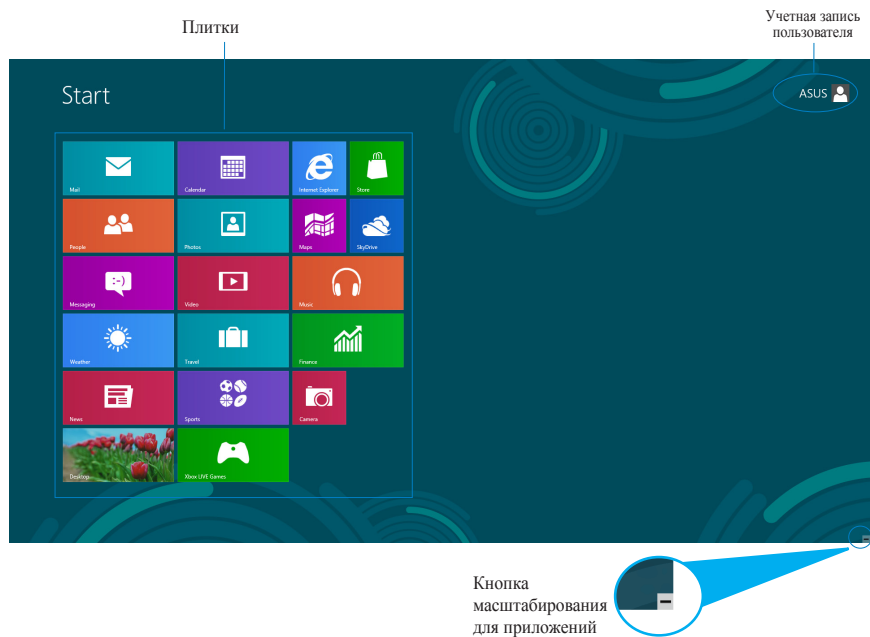 Плитки
Учетная запись
пользователя
Start
ASUS
Mail
Calendar
Internet Explorer
Store
People
Photos
Maps
SkyDrive
:-)
Messaging
Video
Music
Weather
Travel
Finance
News
Sports
Camera
Desktop
Xbox LIVE Games
Кнопка
масштабирования
для приложений